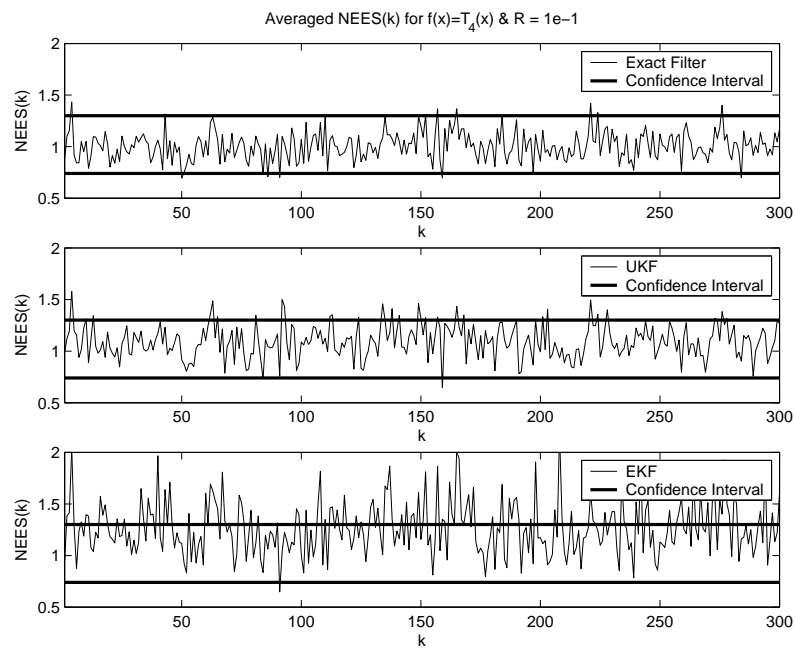 Averaged NEES(k) for f(x)=T_4(x) & R = 1e−1
2
1.5
1
0.5
NEES(k)
Exact Filter
Confidence Interval
50
100
150
200
250
300
k
2
1.5
1
0.5
NEES(k)
UKF
Confidence Interval
50
100
150
200
250
300
k
2
1.5
1
0.5
NEES(k)
EKF
Confidence Interval
50
100
150
200
250
300
k